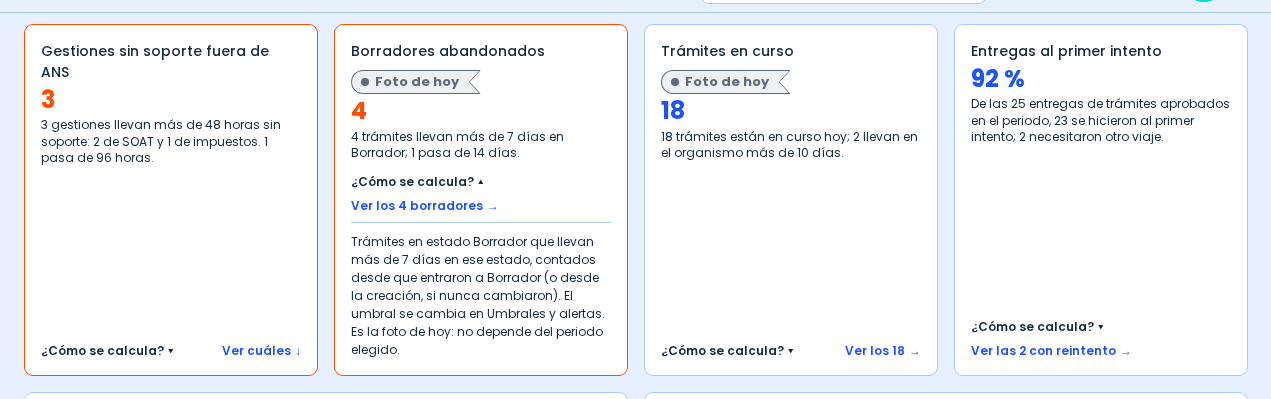 Gestiones sin soporte fuera de
ANS
3
3 gestiones llevan más de 48 horas sin
soporte: 2 de SOAT y 1 de impuestos. 1
pasa de 96 horas.
¿Cómo se calcula? ▾
Ver cuáles ↓
Borradores abandonados
Foto de hoy
4
4 trámites llevan más de 7 días en
Borrador; 1 pasa de 14 días.
¿Cómo se calcula? ▴
Ver los 4 borradores →
Trámites en estado Borrador que llevan
más de 7 días en ese estado, contados
desde que entraron a Borrador (o desde
la creación, si nunca cambiaron). El
umbral se cambia en Umbrales y alertas.
Es la foto de hoy: no depende del periodo
elegido.
Trámites en curso
Foto de hoy
18
18 trámites están en curso hoy; 2 llevan en
el organismo más de 10 días.
¿Cómo se calcula? ▾
Ver los 18 →
Entregas al primer intento
92 %
De las 25 entregas de trámites aprobados
en el periodo, 23 se hicieron al primer
intento; 2 necesitaron otro viaje.
¿Cómo se calcula? ▾
Ver las 2 con reintento →